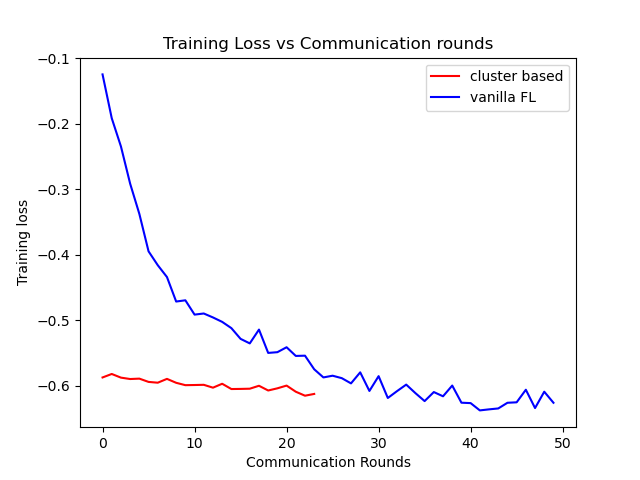 Training Loss vs Communication rounds
−0.1
−0.2
−0.3
−0.4
−0.5
−0.6
Training loss
cluster based
vanilla FL
0 10 20 30 40 50
Communication Rounds